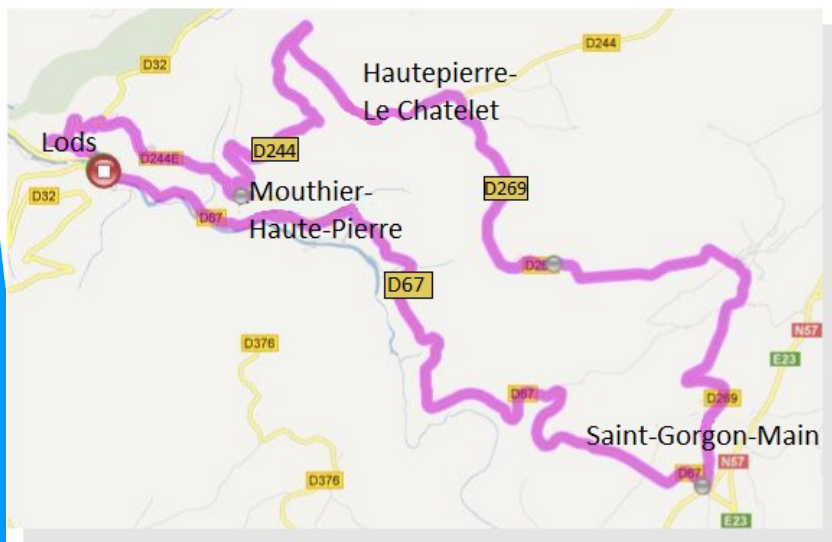 D32
D244
Hautepierre-
Le Chatelet
Lods
D244E
D244
D269
D32
Mouthier-
Haute-Pierre
D67
D67
D376
N57
E23
D67
D269
Saint-Gorgon-Main
D67
N57
D376
E23